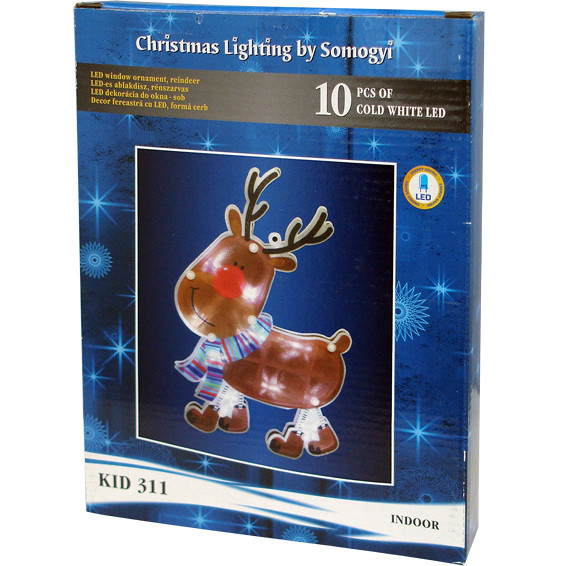 Christmas Lighting by Somogyi
LED window ornament, reindeer
LED-es ablakdísz, rénszarvas
LED dekorácia do okna - sob
Decor fereastră cu LED, formă cerb
10 PCS OF
COLD WHITE LED
LED
KID 311
INDOOR